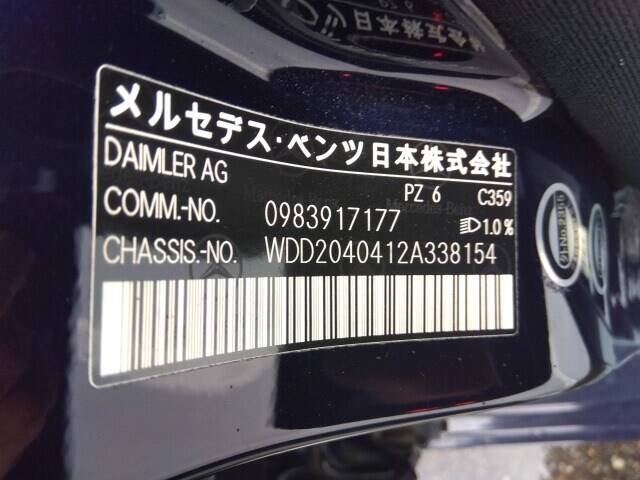 メルセデス・ベンツ日本株式会社
DAIMLER AG
PZ 6 C359
COMM.-NO. 0983917177 1.0%
CHASSIS.-NO. WDD2040412A338154